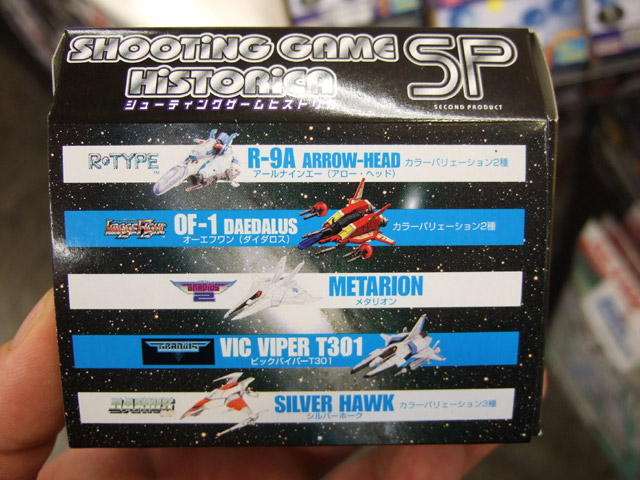 SHOOTING GAME
HISTORICA
SP
シューティングゲームヒストリカ
SECOND PRODUCT
R·TYPE
TM
R-9A ARROW-HEAD
カラーバリエーション2種
アールナインエー（アロー・ヘッド）
ImageFight
OF-1 DAEDALUS
カラーバリエーション2種
オーエフワン（ダイダロス）
GRADIUS
2
METARION
メタリオン
GRADIUS
VIC VIPER T301
ビックバイパーT301
DARIUS
SILVER HAWK
カラーバリエーション3種
シルバーホーク